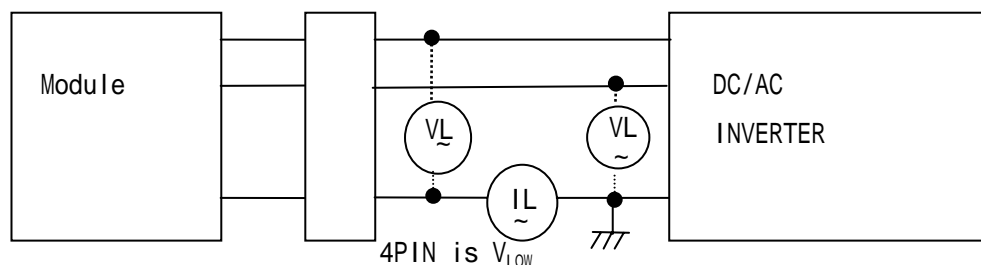 Module
DC/AC
INVERTER
VL
~
VL
~
IL
~
4PIN is VLOW